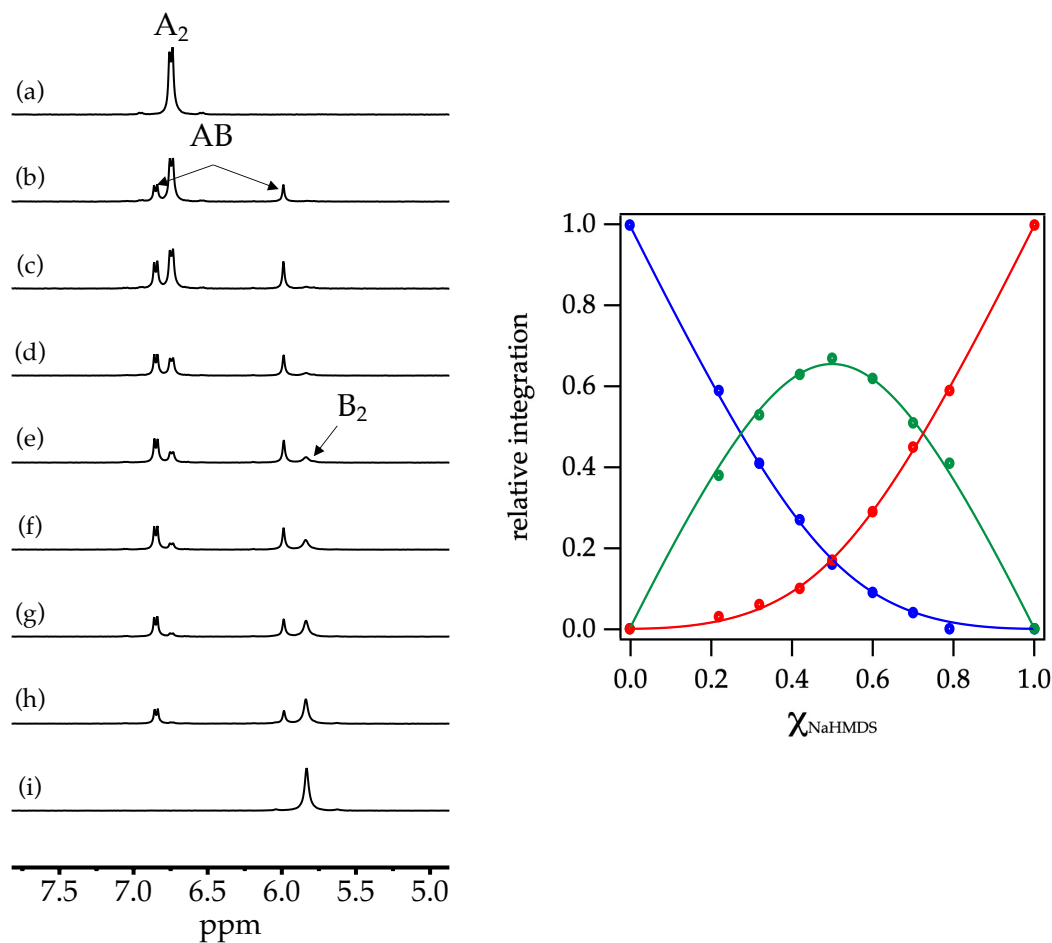 A₂
(a)
AB
(b)
(c)
(d)
B₂
(e)
(f)
(g)
(h)
(i)
7.5 7.0 6.5 6.0 5.5 5.0
ppm
relative integration
1.0
0.8
0.6
0.4
0.2
0.0
0.0 0.2 0.4 0.6 0.8 1.0
χNaHMDS